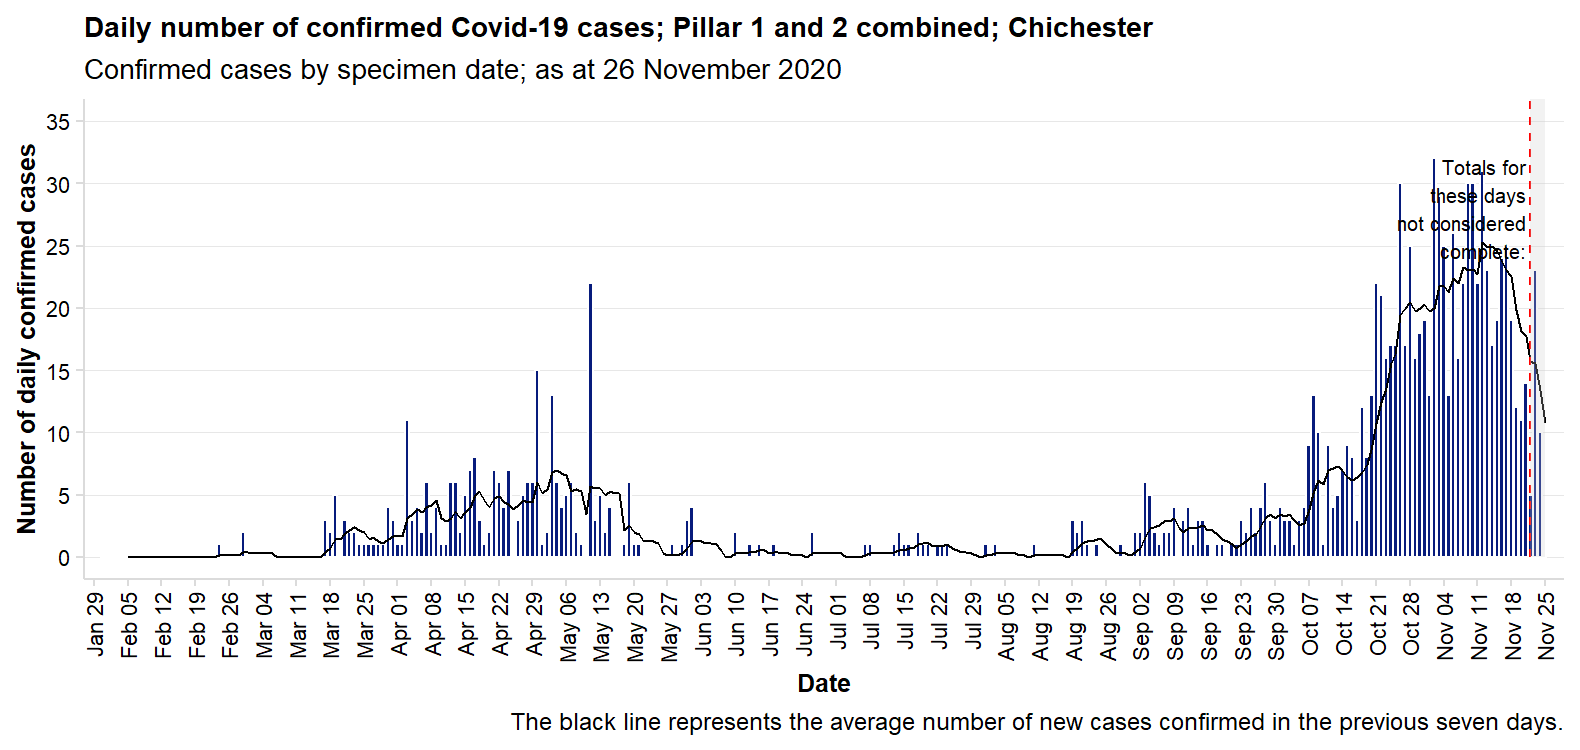 Daily number of confirmed Covid-19 cases; Pillar 1 and 2 combined; Chichester
Confirmed cases by specimen date; as at 26 November 2020
Number of daily confirmed cases
35
30
25
20
15
10
5
0
Totals for
these days
not considered
complete:
Jan 29
Feb 05
Feb 12
Feb 19
Feb 26
Mar 04
Mar 11
Mar 18
Mar 25
Apr 01
Apr 08
Apr 15
Apr 22
Apr 29
May 06
May 13
May 20
May 27
Jun 03
Jun 10
Jun 17
Jun 24
Jul 01
Jul 08
Jul 15
Jul 22
Jul 29
Aug 05
Aug 12
Aug 19
Aug 26
Sep 02
Sep 09
Sep 16
Sep 23
Sep 30
Oct 07
Oct 14
Oct 21
Oct 28
Nov 04
Nov 11
Nov 18
Nov 25
Date
The black line represents the average number of new cases confirmed in the previous seven days.